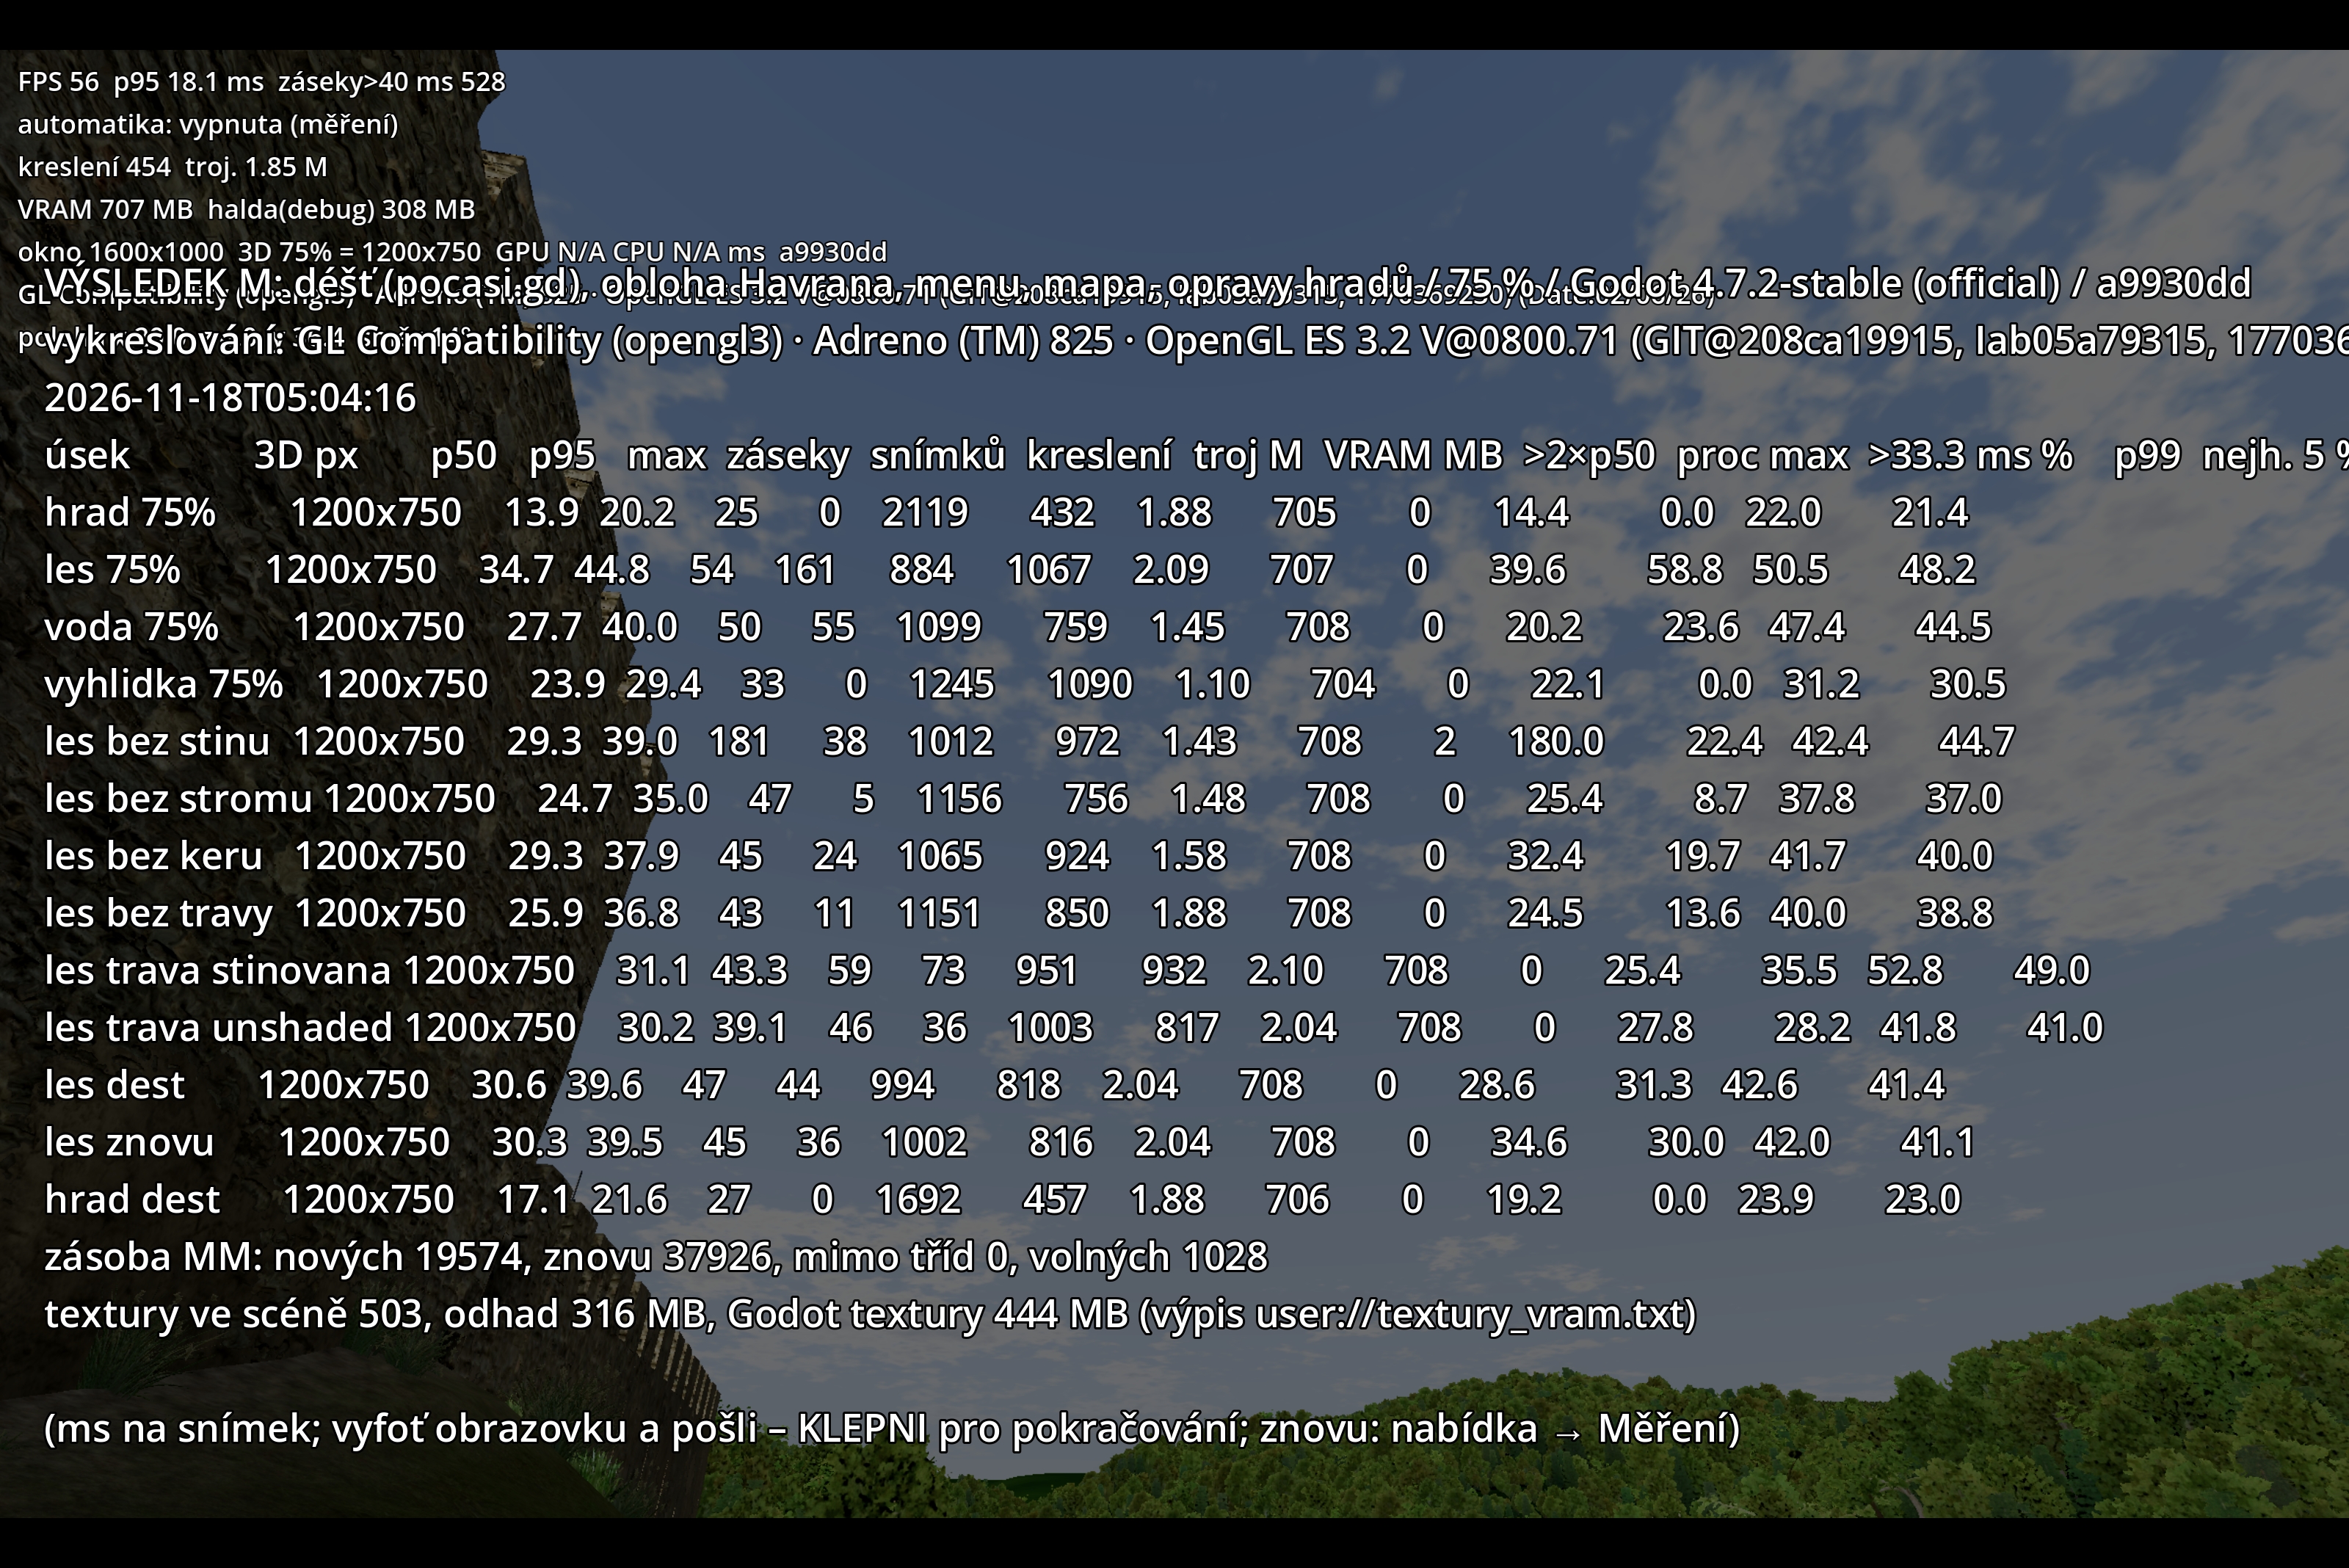 FPS 56  p95 18.1 ms  záseky>40 ms 528
automatika: vypnuta (měření)
kreslení 454  troj. 1.85 M
VRAM 707 MB  halda(debug) 308 MB
okno 1600x1000  3D 75% = 1200x750  GPU N/A CPU N/A ms  a9930dd
VÝSLEDEK M: déšť (pocasi.gd), obloha Havrana, menu, mapa, opravy hradů / 75 % / Godot 4.7.2-stable (official) / a9930dd
GL Compatibility (opengl3) · Adreno (TM) 825 · OpenGL ES 3.2 V@0800.71 (GIT@208ca19915, Iab05a79315, 1770369230) (Date:02/06/26)
vykreslování: GL Compatibility (opengl3) · Adreno (TM) 825 · OpenGL ES 3.2 V@0800.71 (GIT@208ca19915, Iab05a79315, 177036
2026-11-18T05:04:16
úsek 3D px p50 p95 max záseky snímků kreslení troj M VRAM MB >2×p50 proc max >33.3 ms % p99 nejh. 5 %
hrad 75% 1200x750 13.9 20.2 25 0 2119 432 1.88 705 0 14.4 0.0 22.0 21.4
les 75% 1200x750 34.7 44.8 54 161 884 1067 2.09 707 0 39.6 58.8 50.5 48.2
voda 75% 1200x750 27.7 40.0 50 55 1099 759 1.45 708 0 20.2 23.6 47.4 44.5
vyhlidka 75% 1200x750 23.9 29.4 33 0 1245 1090 1.10 704 0 22.1 0.0 31.2 30.5
les bez stinu 1200x750 29.3 39.0 181 38 1012 972 1.43 708 2 180.0 22.4 42.4 44.7
les bez stromu 1200x750 24.7 35.0 47 5 1156 756 1.48 708 0 25.4 8.7 37.8 37.0
les bez keru 1200x750 29.3 37.9 45 24 1065 924 1.58 708 0 32.4 19.7 41.7 40.0
les bez travy 1200x750 25.9 36.8 43 11 1151 850 1.88 708 0 24.5 13.6 40.0 38.8
les trava stinovana 1200x750 31.1 43.3 59 73 951 932 2.10 708 0 25.4 35.5 52.8 49.0
les trava unshaded 1200x750 30.2 39.1 46 36 1003 817 2.04 708 0 27.8 28.2 41.8 41.0
les dest 1200x750 30.6 39.6 47 44 994 818 2.04 708 0 28.6 31.3 42.6 41.4
les znovu 1200x750 30.3 39.5 45 36 1002 816 2.04 708 0 34.6 30.0 42.0 41.1
hrad dest 1200x750 17.1 21.6 27 0 1692 457 1.88 706 0 19.2 0.0 23.9 23.0
zásoba MM: nových 19574, znovu 37926, mimo tříd 0, volných 1028
textury ve scéně 503, odhad 316 MB, Godot textury 444 MB (výpis user://textury_vram.txt)
(ms na snímek; vyfoť obrazovku a pošli – KLEPNI pro pokračování; znovu: nabídka → Měření)